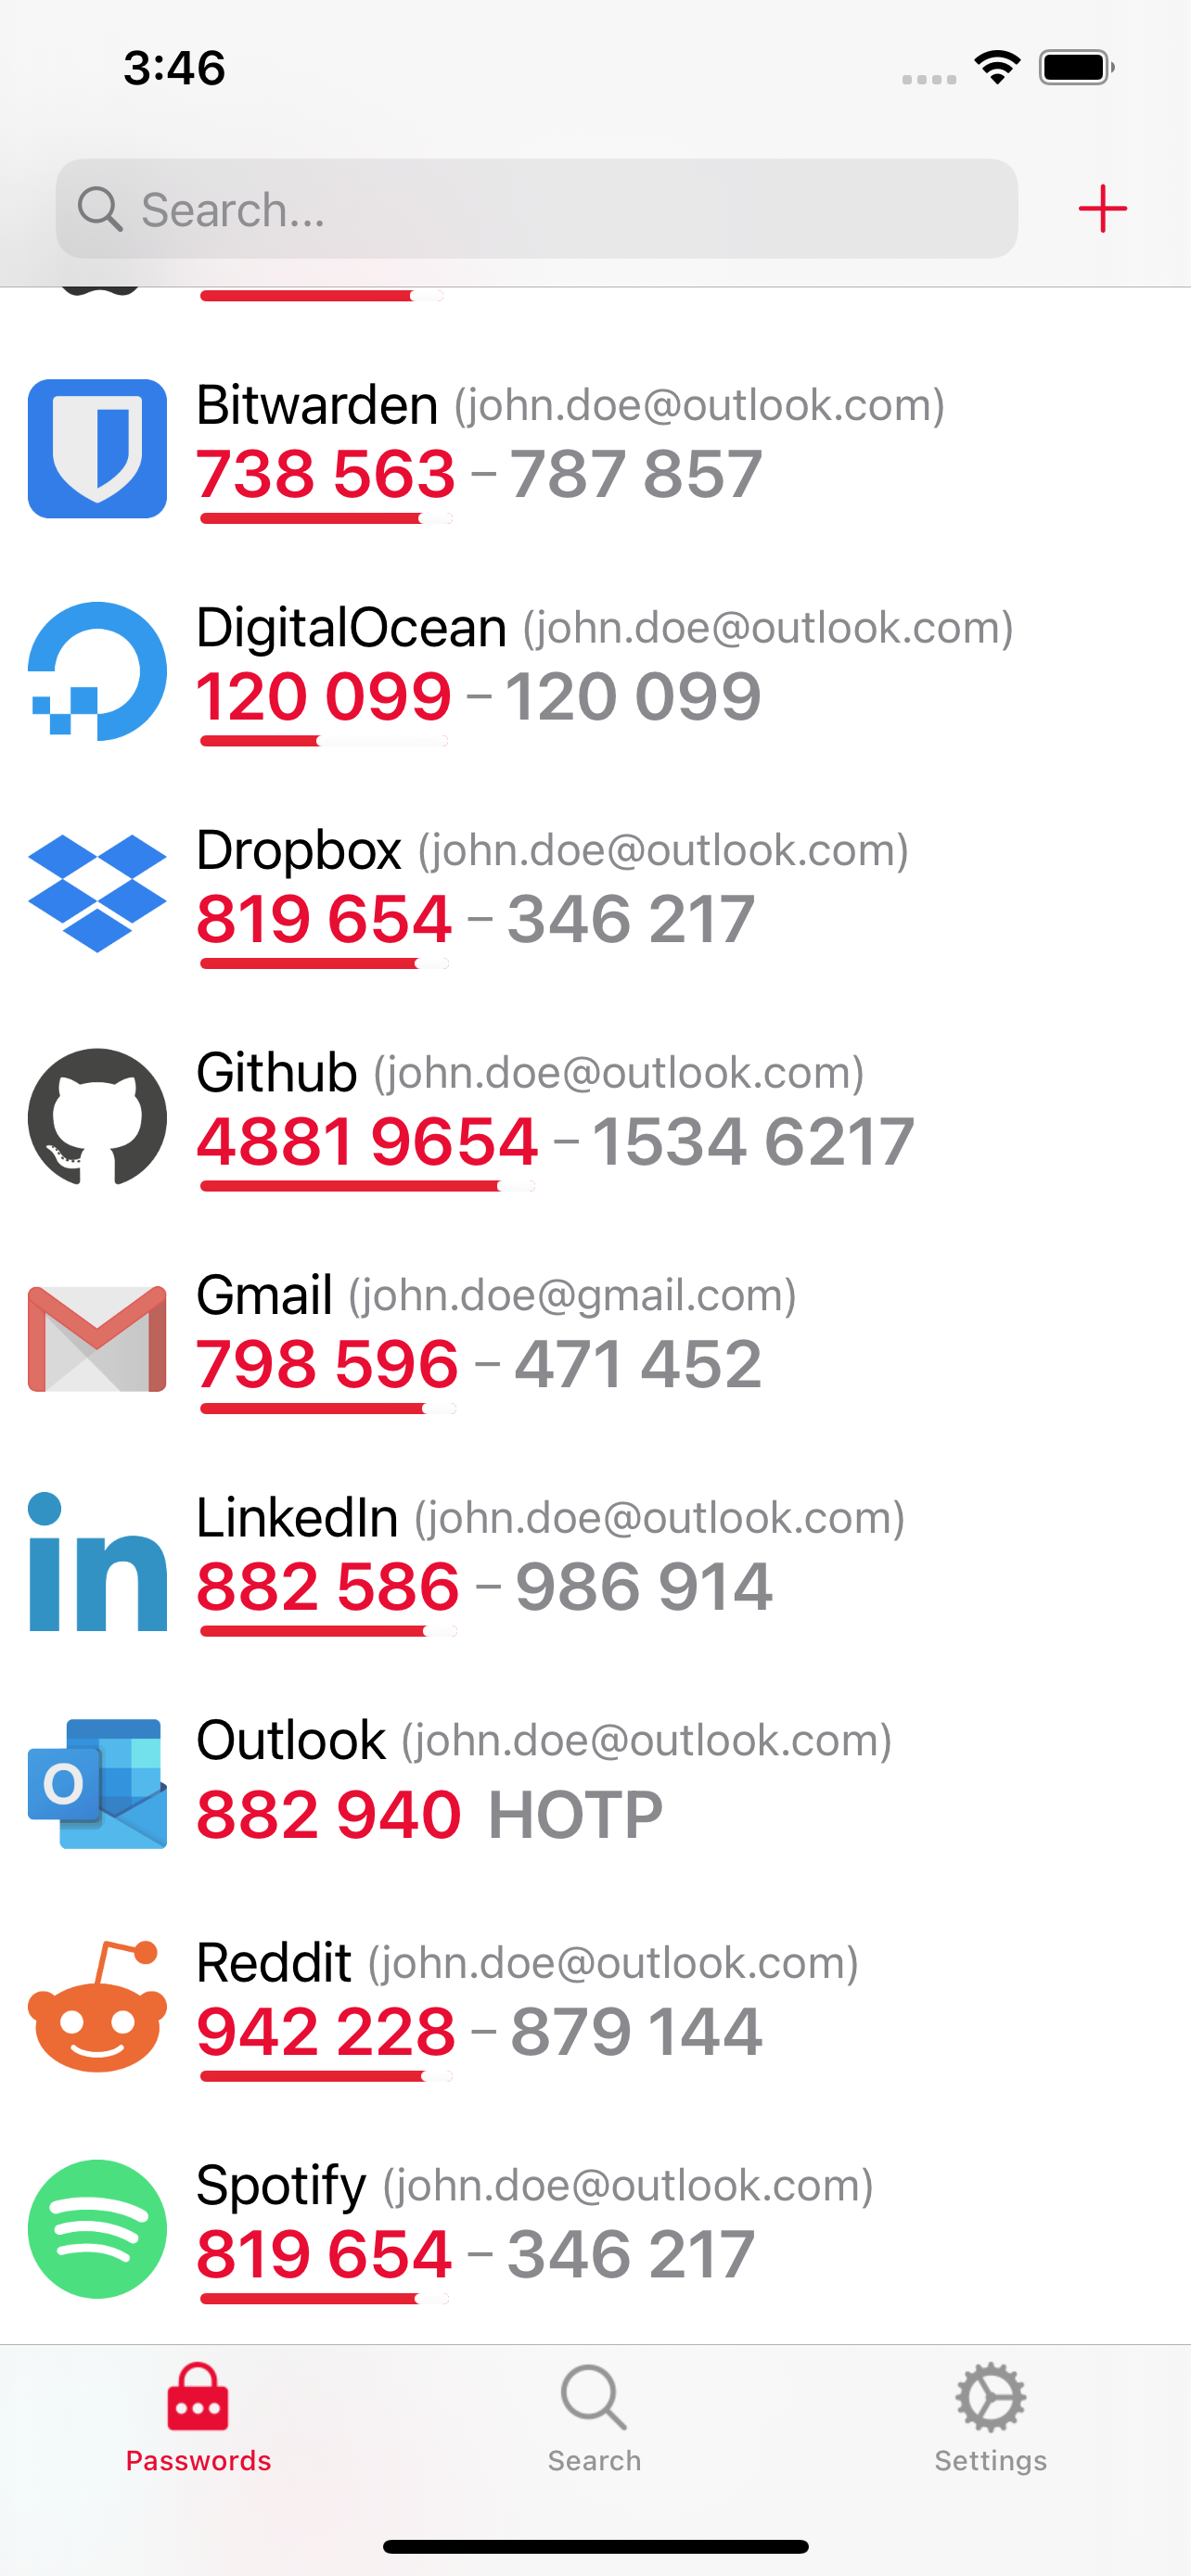 3:46
Search...
Bitwarden (john.doe@outlook.com)
738 563 – 787 857
DigitalOcean (john.doe@outlook.com)
120 099 – 120 099
Dropbox (john.doe@outlook.com)
819 654 – 346 217
Github (john.doe@outlook.com)
4881 9654 – 1534 6217
Gmail (john.doe@gmail.com)
798 596 – 471 452
in
LinkedIn (john.doe@outlook.com)
882 586 – 986 914
O
Outlook (john.doe@outlook.com)
882 940 HOTP
Reddit (john.doe@outlook.com)
942 228 – 879 144
Spotify (john.doe@outlook.com)
819 654 – 346 217
Passwords Search Settings